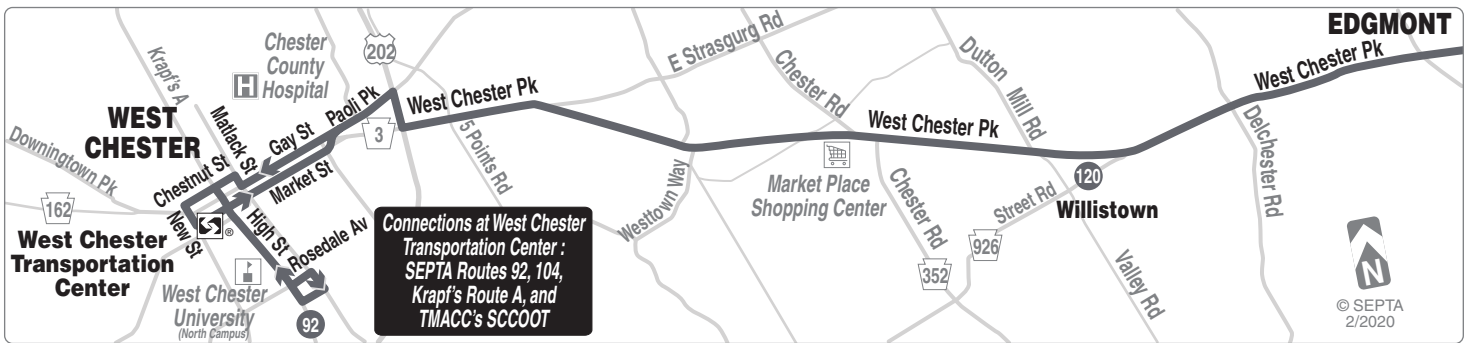 EDGMONT
West Chester Pk
E Strasgurg Rd
Chester
County
Hospital
H
202
Krapf's A
WEST
CHESTER
Matlack St
Gay St
Paoli Pk
West Chester Pk
3
5 Points Rd
Chester Rd
Dutton
Mill Rd
West Chester Pk
Delchester Rd
Downingtown Pk
Chestnut St
Market St
162
New St
High St
Rosedale Av
®
West Chester
Transportation
Center
West Chester
University
(North Campus)
92
Connections at West Chester
Transportation Center :
SEPTA Routes 92, 104,
Krapf's Route A, and
TMACC's SCCOOT
Westtown Way
Market Place
Shopping Center
Chester Rd
352
Street Rd
926
120
Willistown
Valley Rd
N
© SEPTA
2/2020